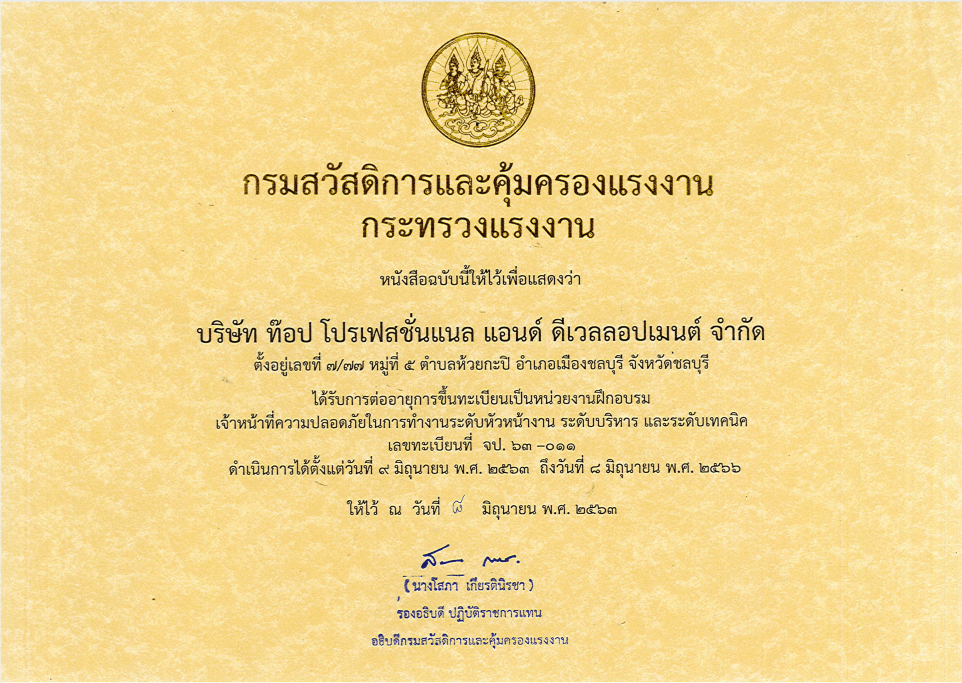 กรมสวัสดิการและคุ้มครองแรงงาน
กระทรวงแรงงาน
หนังสือฉบับนี้ให้ไว้เพื่อแสดงว่า
บริษัท ท๊อป โปรเฟสชั่นแนล แอนด์ ดีเวลลอปเมนต์ จำกัด
ตั้งอยู่เลขที่ ๗/๗๗ หมู่ที่ ๕ ตำบลห้วยกะปิ อำเภอเมืองชลบุรี จังหวัดชลบุรี
ได้รับการต่ออายุการขึ้นทะเบียนเป็นหน่วยงานฝึกอบรม
เจ้าหน้าที่ความปลอดภัยในการทำงานระดับหัวหน้างาน ระดับบริหาร และระดับเทคนิค
เลขทะเบียนที่ จป. ๖๓ -๐๑๑
ดำเนินการได้ตั้งแต่วันที่ ๙ มิถุนายน พ.ศ. ๒๕๖๓ ถึงวันที่ ๘ มิถุนายน พ.ศ. ๒๕๖๖
ให้ไว้ ณ วันที่ ๘ มิถุนายน พ.ศ. ๒๕๖๓
(นางโสภา เกียรตินิรชา)
รองอธิบดี ปฏิบัติราชการแทน
อธิบดีกรมสวัสดิการและคุ้มครองแรงงาน